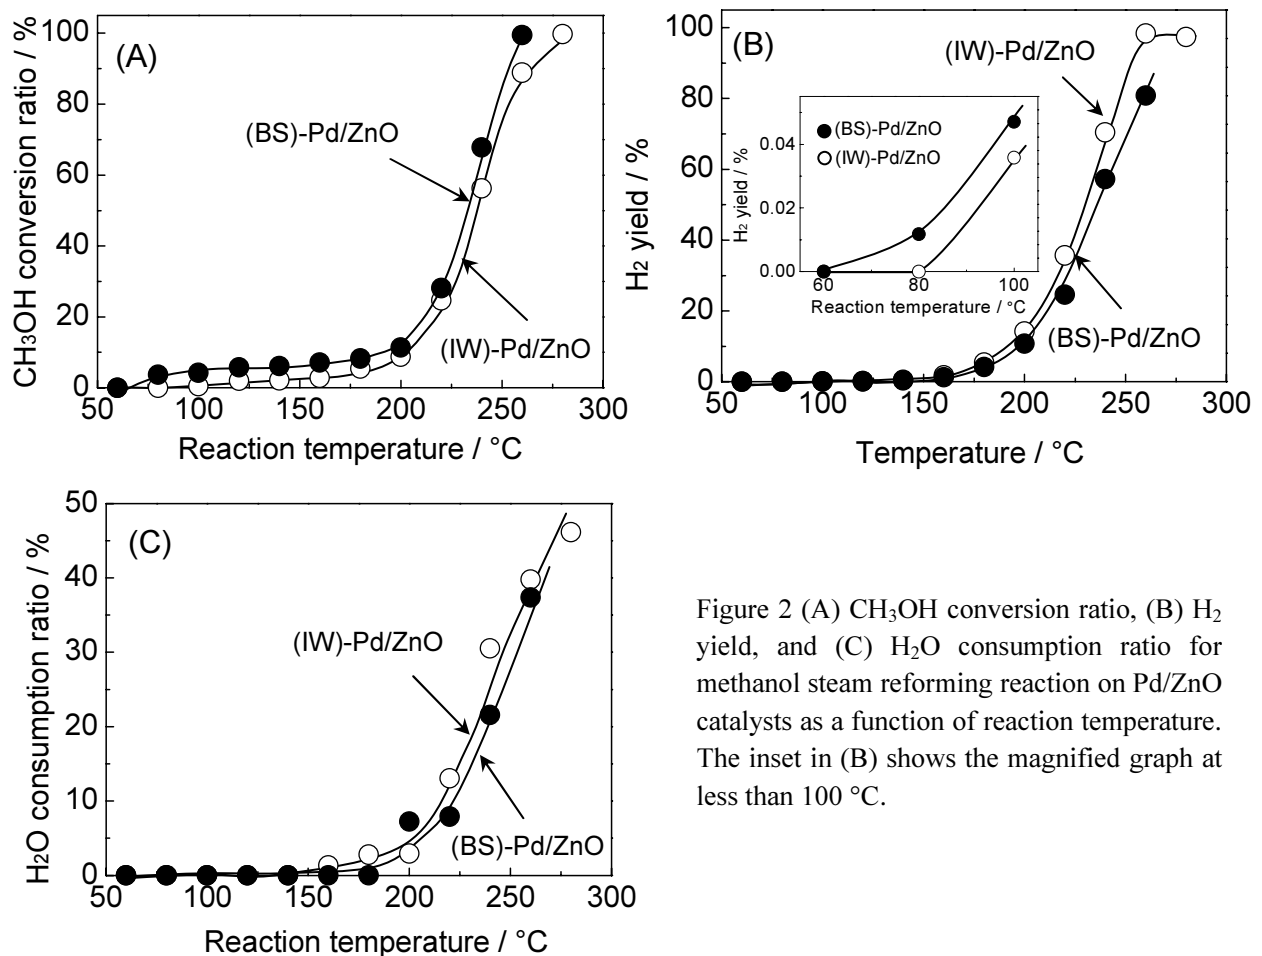 (A)
CH3OH conversion ratio / %
100
80
60
40
20
0
(BS)-Pd/ZnO
(IW)-Pd/ZnO
50 100 150 200 250 300
Reaction temperature / °C
(B)
H2 yield / %
100
80
60
40
20
0
(IW)-Pd/ZnO
(BS)-Pd/ZnO
(BS)-Pd/ZnO
(IW)-Pd/ZnO
H2 yield / %
0.04
0.02
0.00
60 80 100
Reaction temperature / °C
50 100 150 200 250 300
Temperature / °C
(C)
H2O consumption ratio / %
50
40
30
20
10
0
(IW)-Pd/ZnO
(BS)-Pd/ZnO
50 100 150 200 250 300
Reaction temperature / °C
Figure 2 (A) CH3OH conversion ratio, (B) H2
yield, and (C) H2O consumption ratio for
methanol steam reforming reaction on Pd/ZnO
catalysts as a function of reaction temperature.
The inset in (B) shows the magnified graph at
less than 100 °C.